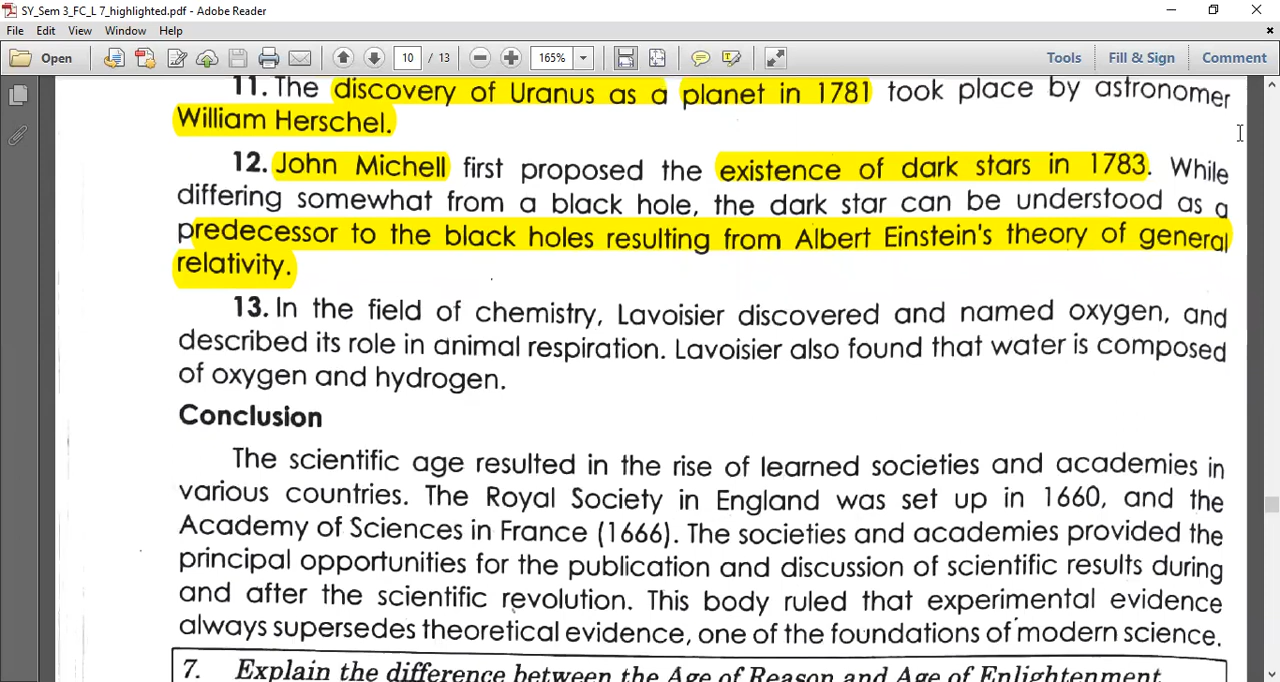 SY_Sem 3_FC_L 7_highlighted.pdf - Adobe Reader
File Edit View Window Help
Open 10 / 13 165% Tools Fill & Sign Comment
11. The discovery of Uranus as a planet in 1781 took place by astronomer
William Herschel.
12. John Michell first proposed the existence of dark stars in 1783. While
differing somewhat from a black hole, the dark star can be understood as a
predecessor to the black holes resulting from Albert Einstein's theory of general
relativity.
13. In the field of chemistry, Lavoisier discovered and named oxygen, and
described its role in animal respiration. Lavoisier also found that water is composed
of oxygen and hydrogen.
Conclusion
The scientific age resulted in the rise of learned societies and academies in
various countries. The Royal Society in England was set up in 1660, and the
Academy of Sciences in France (1666). The societies and academies provided the
principal opportunities for the publication and discussion of scientific results during
and after the scientific revolution. This body ruled that experimental evidence
always supersedes theoretical evidence, one of the foundations of modern science.
7. Explain the difference between the Age of Reason and Age of Enlightenment